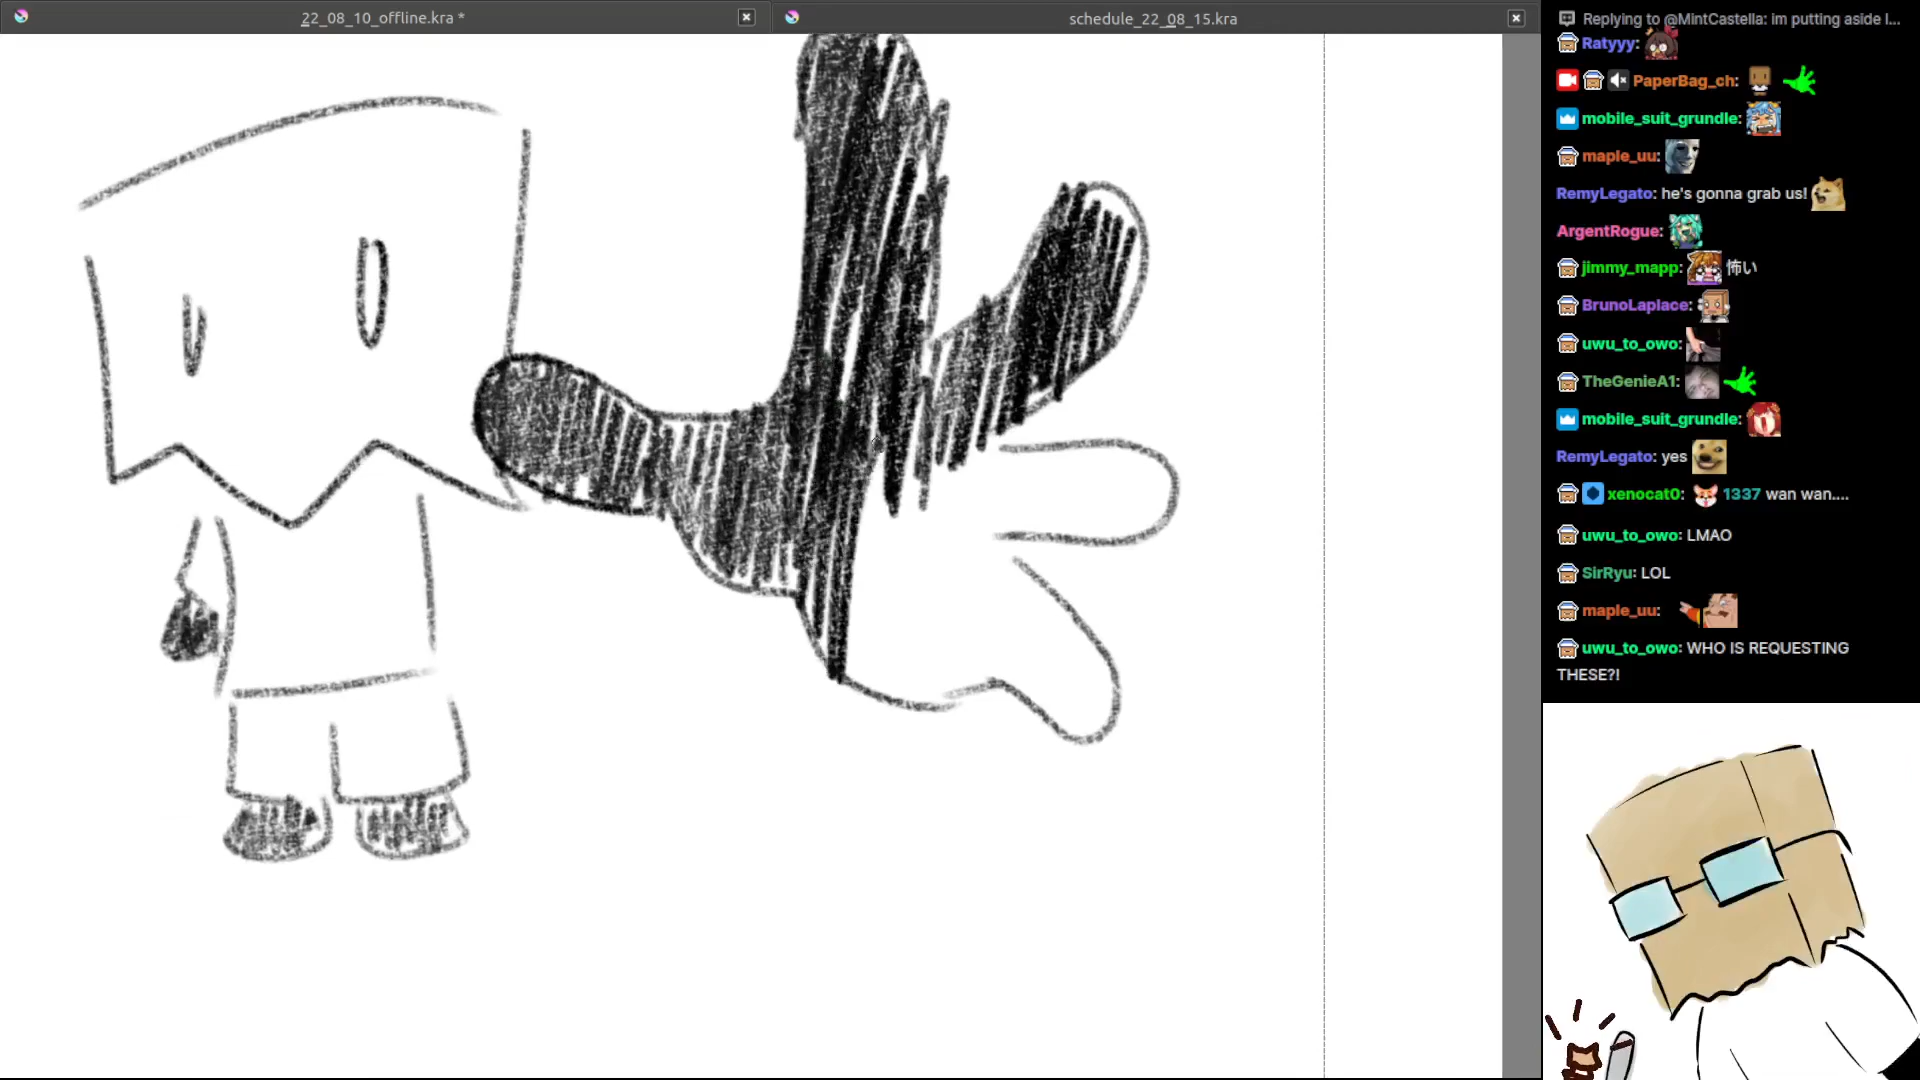 22_08_10_offline.kra *
schedule_22_08_15.kra
Replying to @MintCastella: im putting aside l...
Ratyyy:
PaperBag_ch:
mobile_suit_grundle:
maple_uu:
RemyLegato: he's gonna grab us!
ArgentRogue:
jimmy_mapp: 怖い
BrunoLaplace:
uwu_to_owo:
TheGenieA1:
mobile_suit_grundle:
RemyLegato: yes
xenocat0: 1337 wan wan....
uwu_to_owo: LMAO
SirRyu: LOL
maple_uu:
uwu_to_owo: WHO IS REQUESTING
THESE?!